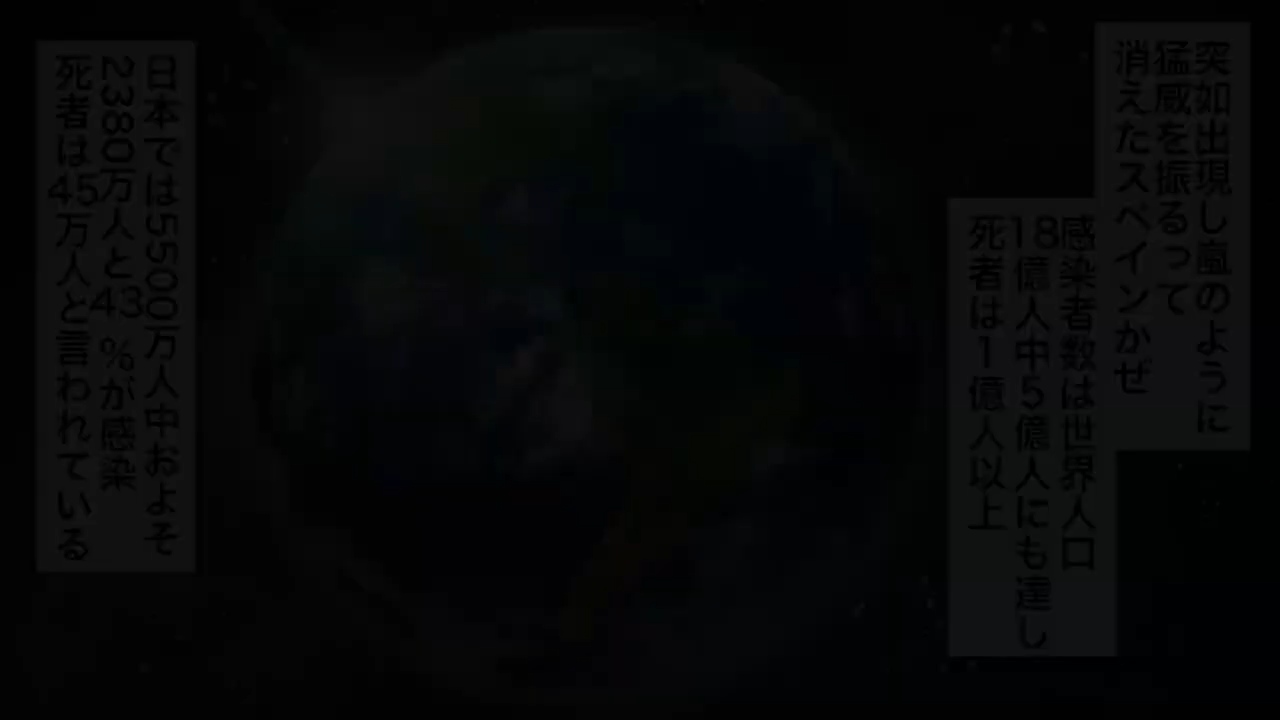 突如出現し嵐のように
猛威を振るって
消えたスペインかぜ
感染者数は世界人口
18億人中5億人にも達し
死者は1億人以上
日本では5500万人中およそ
2380万人と43%が感染
死者は45万人と言われている